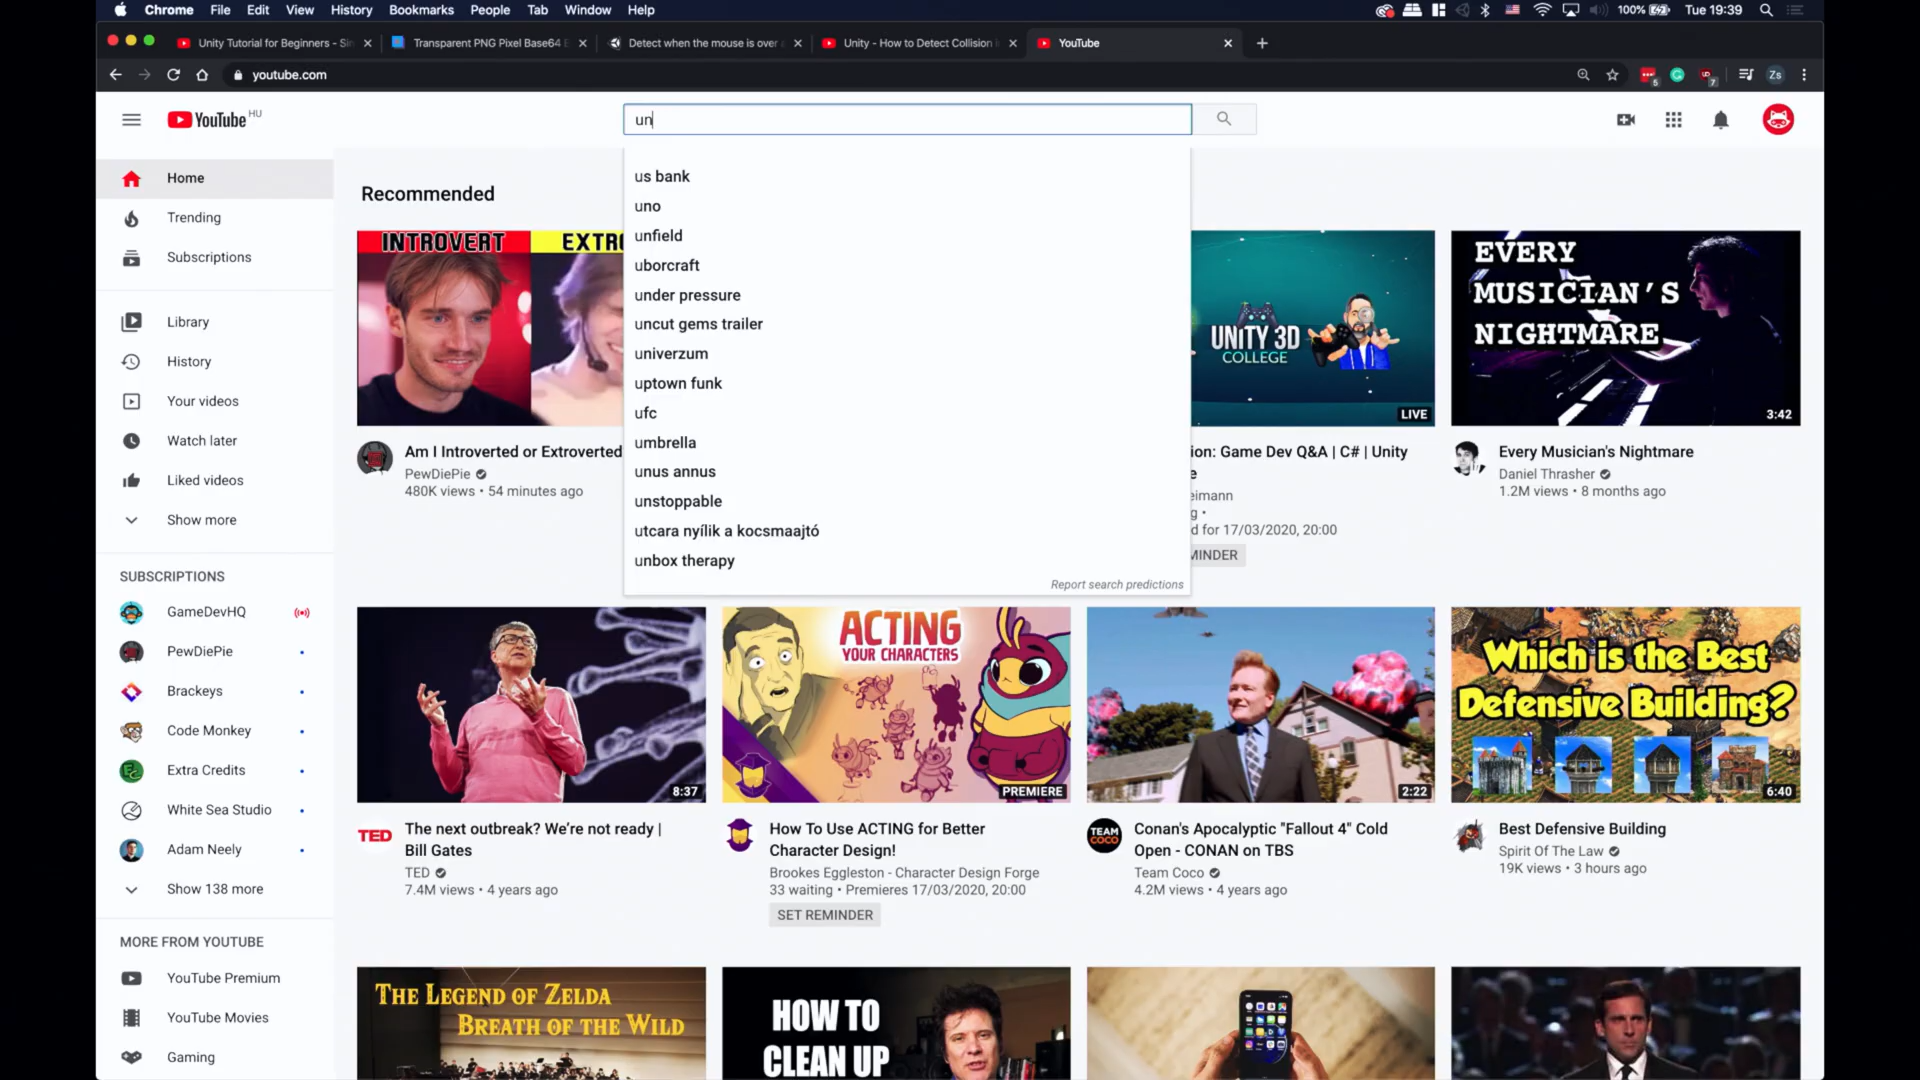 Chrome File Edit View History Bookmarks People Tab Window Help
100% Tue 19:39
Unity Tutorial for Beginners - Sin
Transparent PNG Pixel Base64 E
Detect when the mouse is over
Unity - How to Detect Collision i
YouTube
youtube.com
5
7
Zs
YouTube HU
un
Home
Trending
Subscriptions
Library
History
Your videos
Watch later
Liked videos
Show more
SUBSCRIPTIONS
GameDevHQ
PewDiePie
Brackeys
Code Monkey
Extra Credits
White Sea Studio
Adam Neely
Show 138 more
MORE FROM YOUTUBE
YouTube Premium
YouTube Movies
Gaming
us bank
uno
unfield
uborcraft
under pressure
uncut gems trailer
univerzum
uptown funk
ufc
umbrella
unus annus
unstoppable
utcara nyílik a kocsmaajtó
unbox therapy
Report search predictions
Recommended
INTROVERT EXTR
Am I Introverted or Extroverted
PewDiePie
480K views • 54 minutes ago
UNITY 3D
COLLEGE
LIVE
ion: Game Dev Q&A | C# | Unity
e
eimann
g •
d for 17/03/2020, 20:00
MINDER
EVERY
MUSICIAN'S
NIGHTMARE
3:42
Every Musician's Nightmare
Daniel Thrasher
1.2M views • 8 months ago
8:37
TED
The next outbreak? We're not ready |
Bill Gates
TED
7.4M views • 4 years ago
ACTING
YOUR CHARACTERS
PREMIERE
How To Use ACTING for Better
Character Design!
Brookes Eggleston - Character Design Forge
33 waiting • Premieres 17/03/2020, 20:00
SET REMINDER
2:22
TEAM
COCO
Conan's Apocalyptic "Fallout 4" Cold
Open - CONAN on TBS
Team Coco
4.2M views • 4 years ago
Which is the Best
Defensive Building?
6:40
Best Defensive Building
Spirit Of The Law
19K views • 3 hours ago
THE LEGEND OF ZELDA
BREATH OF THE WILD
HOW TO
CLEAN UP